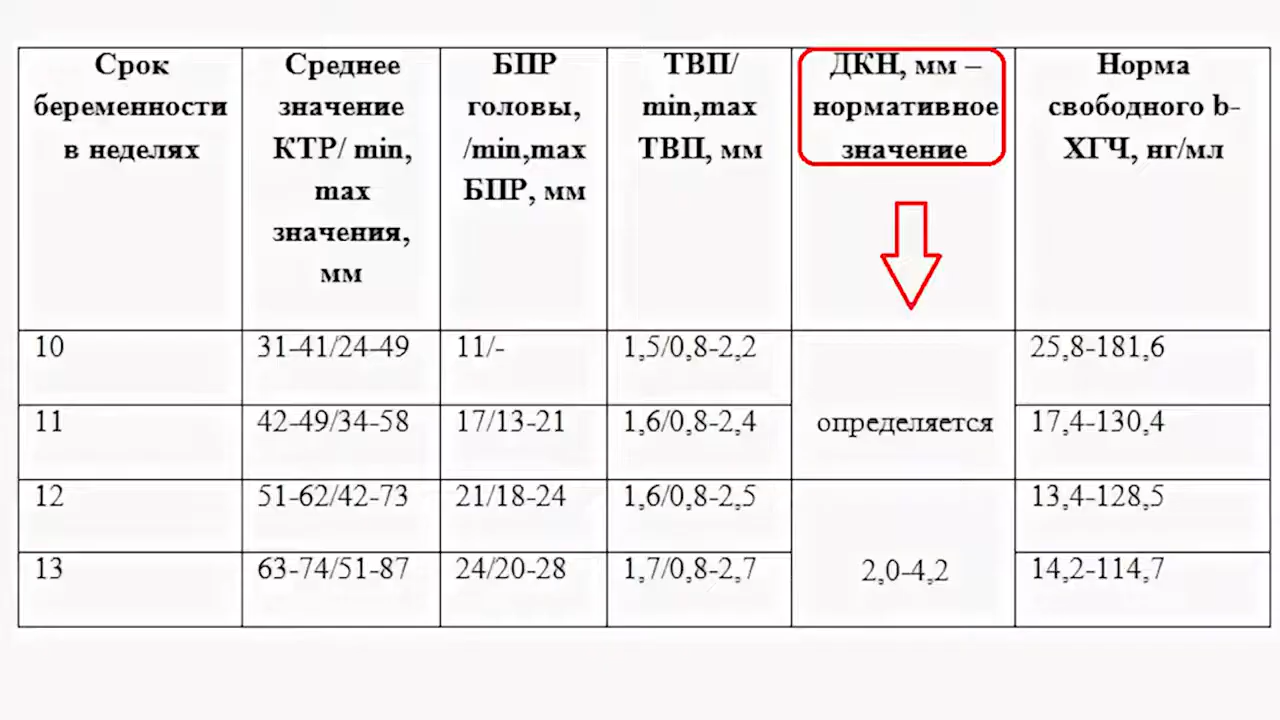 Срок
беременности
в неделях
Среднее
значение
КТР/ min,
max
значения,
мм
БПР
головы,
/min,max
БПР, мм
ТВП/
min,max
ТВП, мм
ДКН, мм –
нормативное
значение
Норма
свободного b-
ХГЧ, нг/мл
10
31-41/24-49
11/-
1,5/0,8-2,2
25,8-181,6
11
42-49/34-58
17/13-21
1,6/0,8-2,4
определяется
17,4-130,4
12
51-62/42-73
21/18-24
1,6/0,8-2,5
13,4-128,5
13
63-74/51-87
24/20-28
1,7/0,8-2,7
2,0-4,2
14,2-114,7